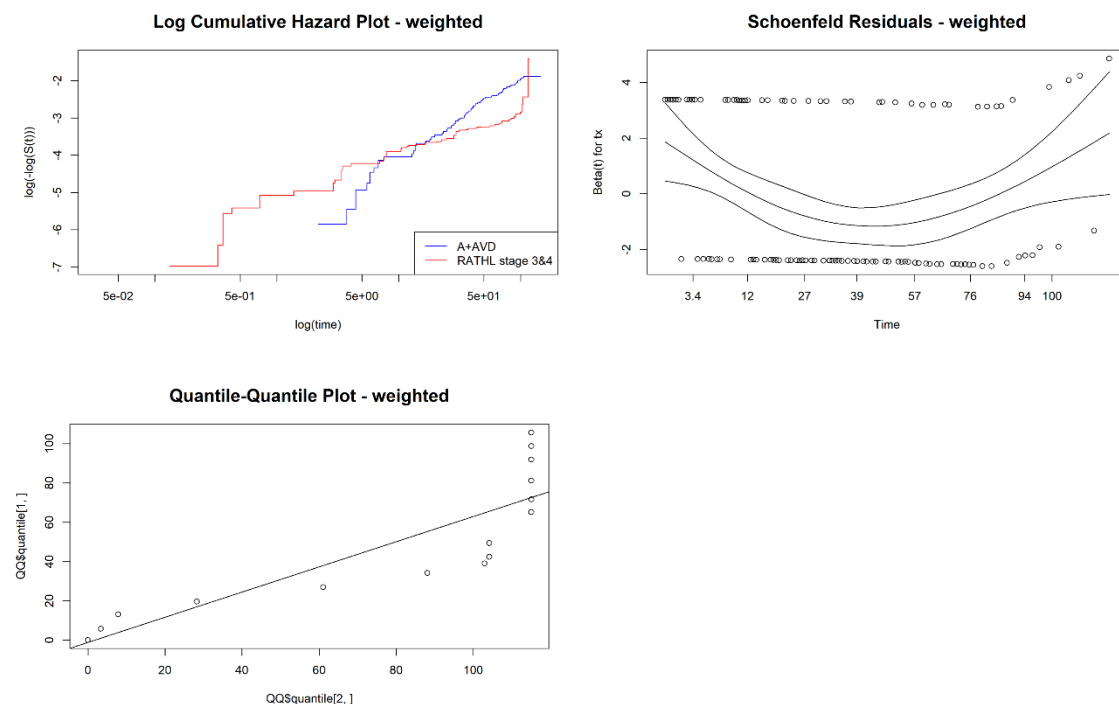 Log Cumulative Hazard Plot - weighted
log(-log(S(t)))
-2
-3
-4
-5
-6
-7
A+AVD
RATHL stage 3&4
5e-02 5e-01 5e+00 5e+01
log(time)
Schoenfeld Residuals - weighted
Beta(t) for tx
4
2
0
-2
3.4 12 27 39 57 76 94 100
Time
Quantile-Quantile Plot - weighted
QQ$quantile[1, ]
100
80
60
40
20
0
0 20 40 60 80 100
QQ$quantile[2, ]